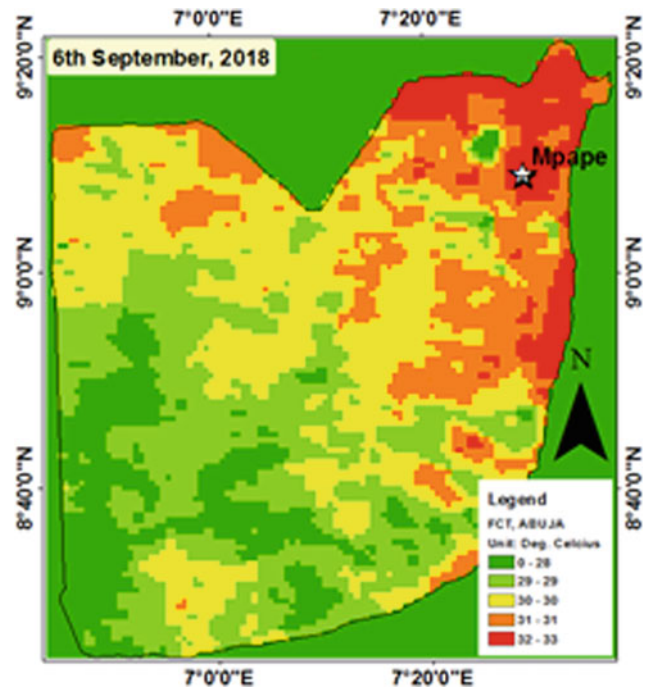 7°0'0"E 7°20'0"E
6th September, 2018
9°20'0"N 9°20'0"N
Mpape
9°0'0"N 9°0'0"N
N
8°40'0"N 8°40'0"N
Legend
FCT, ABUJA
Unit: Deg. Celcius
0 - 28
29 - 29
30 - 30
31 - 31
32 - 33
7°0'0"E 7°20'0"E